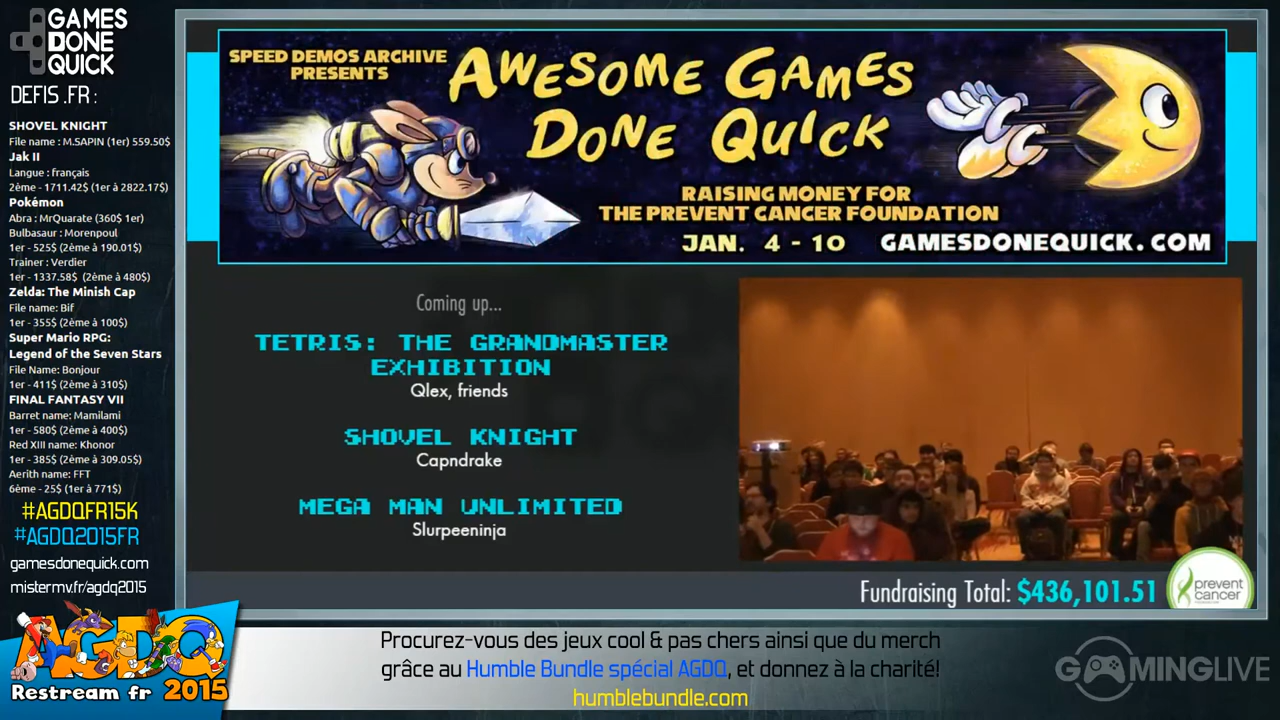 GAMES
DONE
QUICK
DEFIS .FR :
SHOVEL KNIGHT
File name : M.SAPIN (1er) 559.50$
Jak II
Langue : français
2ème - 1711.42$ (1er à 2822.17$)
Pokémon
Abra : MrQuarate (360$ 1er)
Bulbasaur : Morenpoul
1er - 525$ (2ème à 190.01$)
Trainer : Verdier
1er - 1337.58$ (2ème à 480$)
Zelda: The Minish Cap
File name: Bif
1er - 355$ (2ème à 100$)
Super Mario RPG:
Legend of the Seven Stars
File Name: Bonjour
1er - 411$ (2ème à 310$)
FINAL FANTASY VII
Barret name: Mamilami
1er - 580$ (2ème à 400$)
Red XIII name: Khonor
1er - 385$ (2ème à 309.05$)
Aerith name: FFT
6ème - 25$ (1er à 771$)
#AGDQFR15K
#AGDQ2015FR
gamesdonequick.com
mistermv.fr/agdq2015
AGDQ
Restream fr 2015
SPEED DEMOS ARCHIVE
PRESENTS
AWESOME GAMES
DONE QUICK
RAISING MONEY FOR
THE PREVENT CANCER FOUNDATION
JAN. 4 - 10 GAMESDONEQUICK.COM
Coming up...
TETRIS: THE GRANDMASTER
EXHIBITION
Qlex, friends
SHOVEL KNIGHT
Capndrake
MEGA MAN UNLIMITED
Slurpeeninja
Fundraising Total: $436,101.51
prevent
cancer
Procurez-vous des jeux cool & pas chers ainsi que du merch
grâce au Humble Bundle spécial AGDQ, et donnez à la charité!
humblebundle.com
GAMINGLIVE